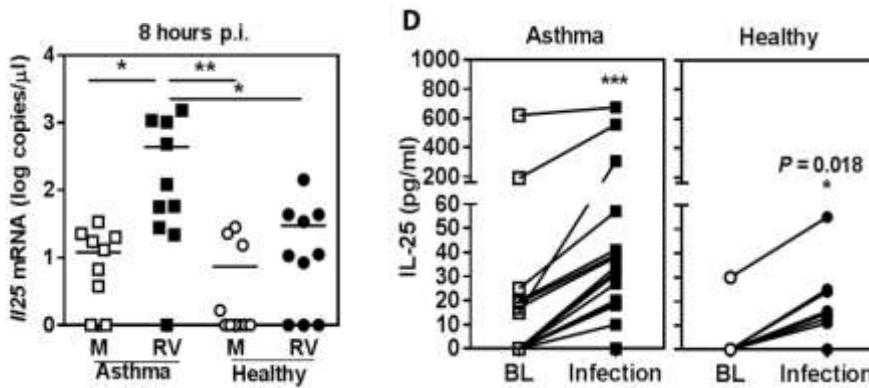 8 hours p.i.
Il25 mRNA (log copies/µl)
4
3
2
1
0
*
**
*
M RV M RV
Asthma Healthy
D
Asthma Healthy
IL-25 (pg/ml)
1000
800
600
400
200
60
50
40
30
20
10
0
***
P = 0.018
*
BL Infection BL Infection